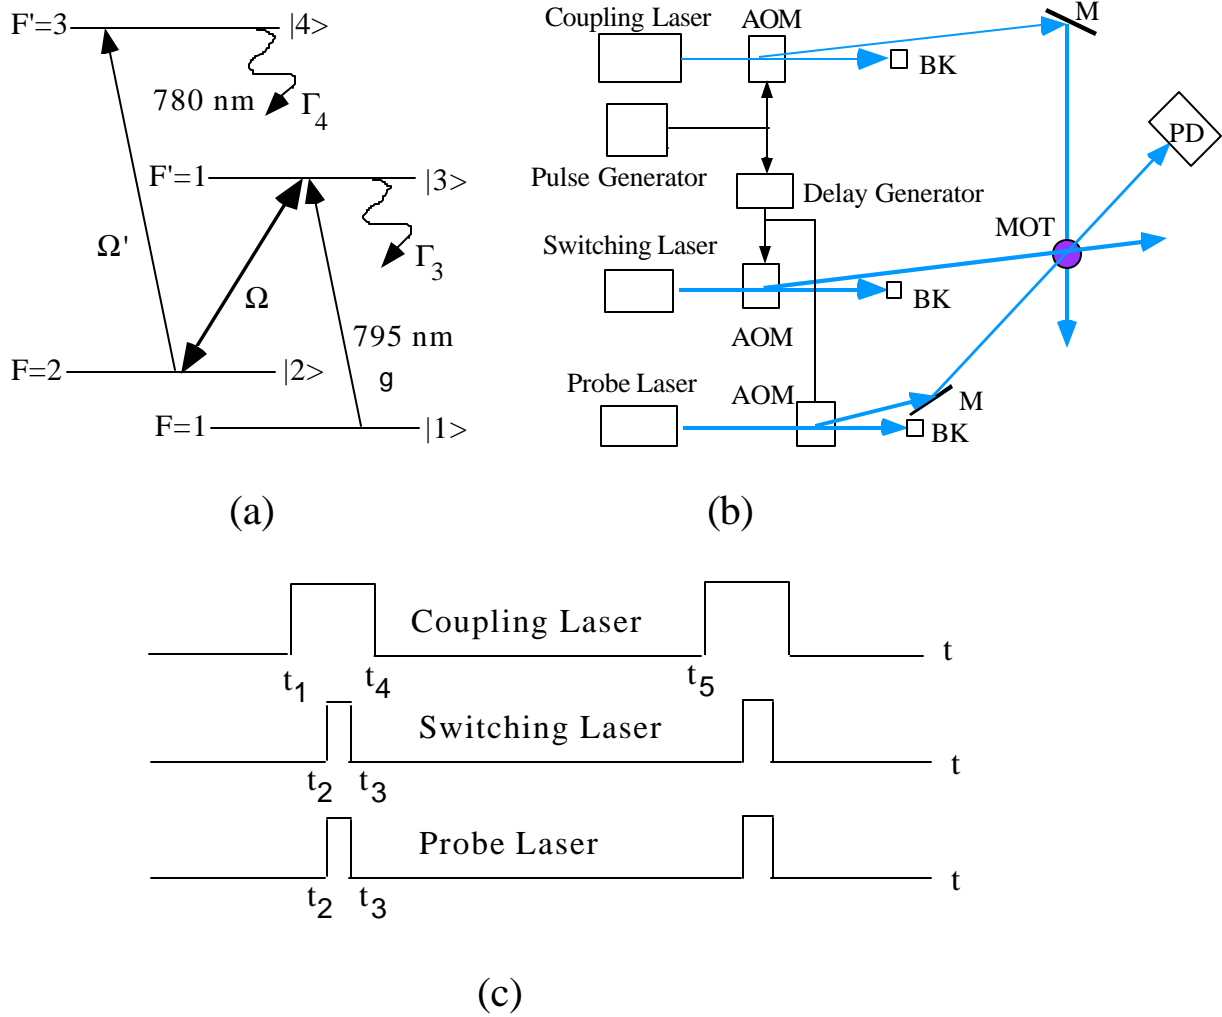 F'=3
|4>
780 nm
Γ4
F'=1
|3>
Ω'
Γ3
Ω
795 nm
g
F=2
|2>
F=1
|1>
(a)
Coupling Laser
AOM
M
BK
PD
Pulse Generator
Delay Generator
MOT
Switching Laser
BK
AOM
Probe Laser
AOM
M
BK
(b)
Coupling Laser
t
t1
t4
t5
Switching Laser
t
t2
t3
Probe Laser
t
t2
t3
(c)